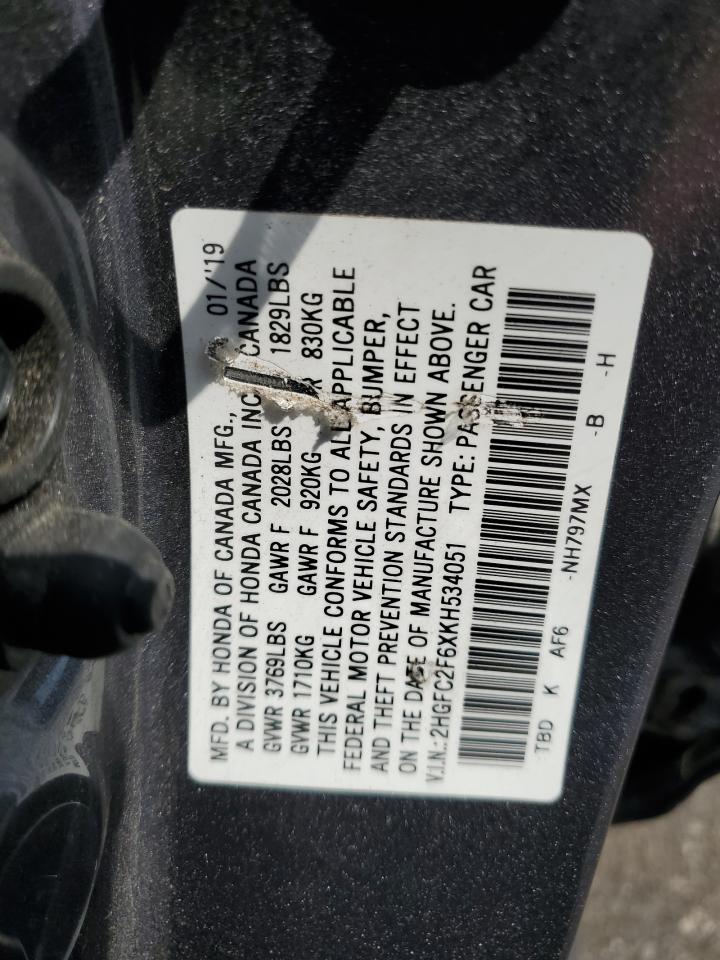 MFD. BY HONDA OF CANADA MFG., 01/'19
A DIVISION OF HONDA CANADA INC. CANADA
GVWR 3769LBS GAWR F 2028LBS 1829LBS
GVWR 1710KG GAWR F 920KG R 830KG
THIS VEHICLE CONFORMS TO ALL APPLICABLE
FEDERAL MOTOR VEHICLE SAFETY, BUMPER,
AND THEFT PREVENTION STANDARDS IN EFFECT
ON THE DATE OF MANUFACTURE SHOWN ABOVE.
V.I.N.:2HGFC2F6XKH534051 TYPE: PASSENGER CAR
TBD K AF6 -NH797MX -B -H